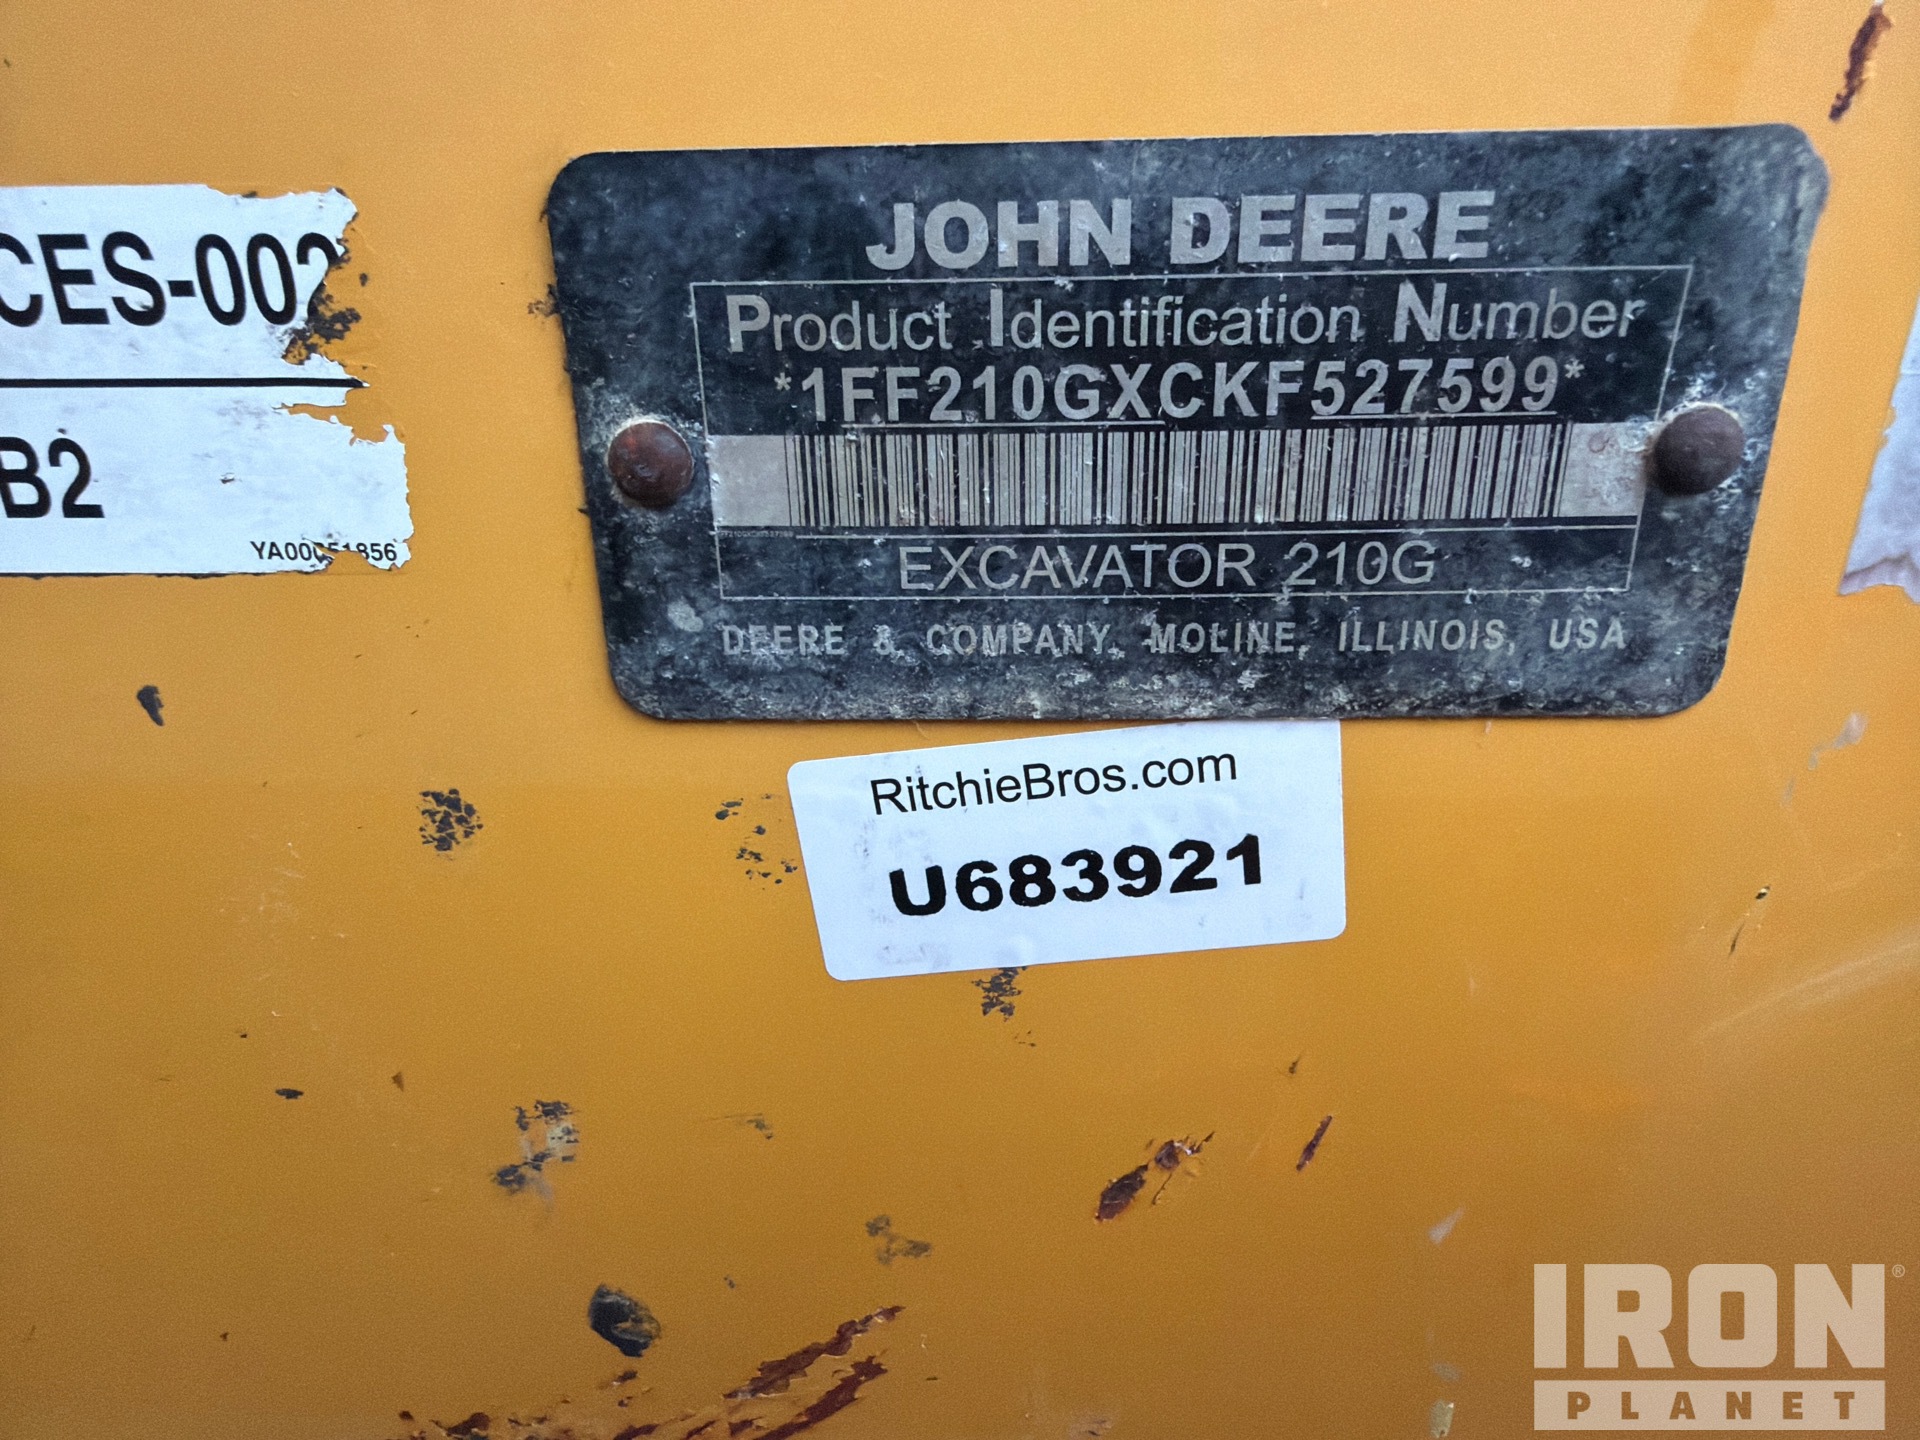 CES-002
B2
YA00051856
JOHN DEERE
Product Identification Number
*1FF210GXCKF527599*
EXCAVATOR 210G
DEERE & COMPANY, MOLINE, ILLINOIS, USA
RitchieBros.com
U683921
IRON®
PLANET